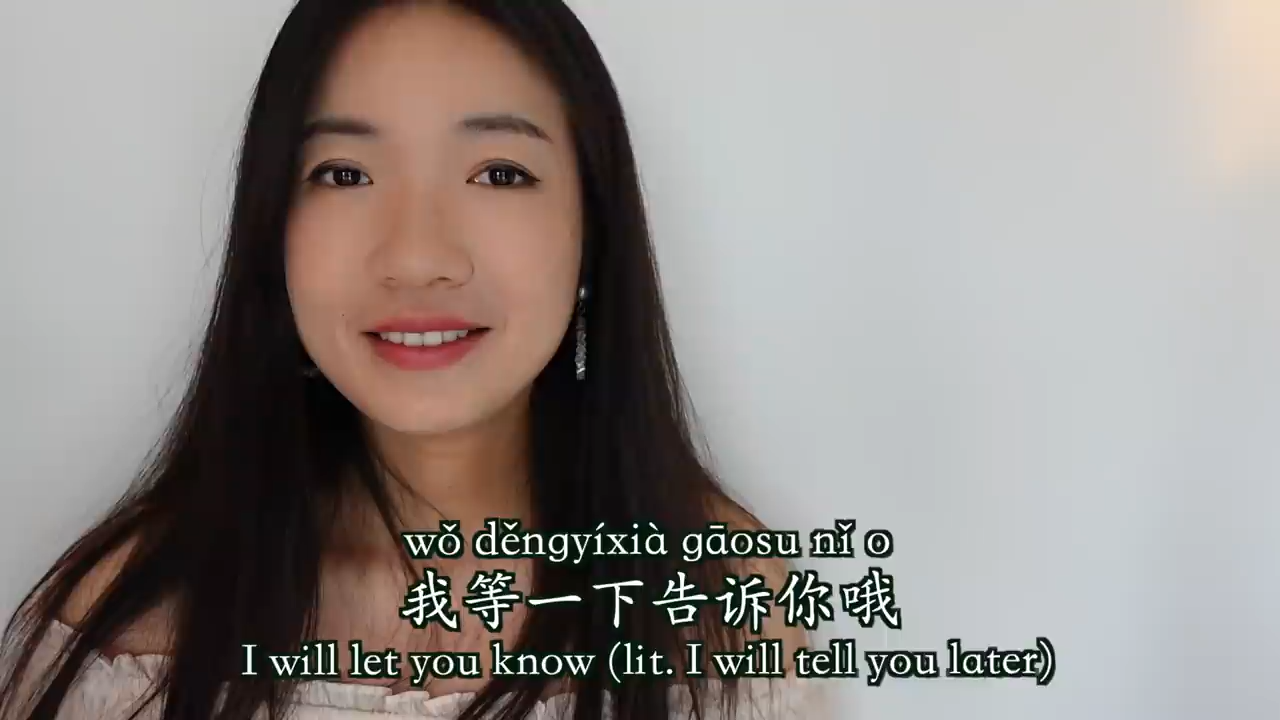 wǒ děngyíxià gāosu nǐ o
我等一下告诉你哦
I will let you know (lit. I will tell you later)